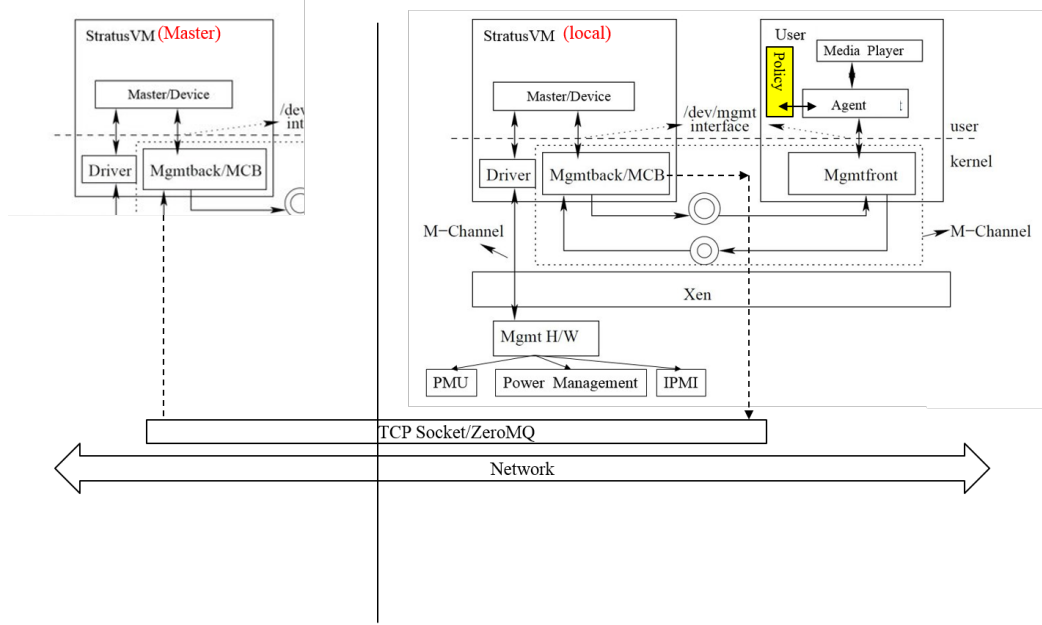 StratusVM (Master)
Master/Device
/dev
int
Driver
Mgmtback/MCB
StratusVM (local)
Master/Device
/dev/mgmt
interface
Driver
Mgmtback/MCB
User
Media Player
Policy
Agent
user
kernel
Mgmtfront
M-Channel
M-Channel
Xen
Mgmt H/W
PMU
Power Management
IPMI
TCP Socket/ZeroMQ
Network